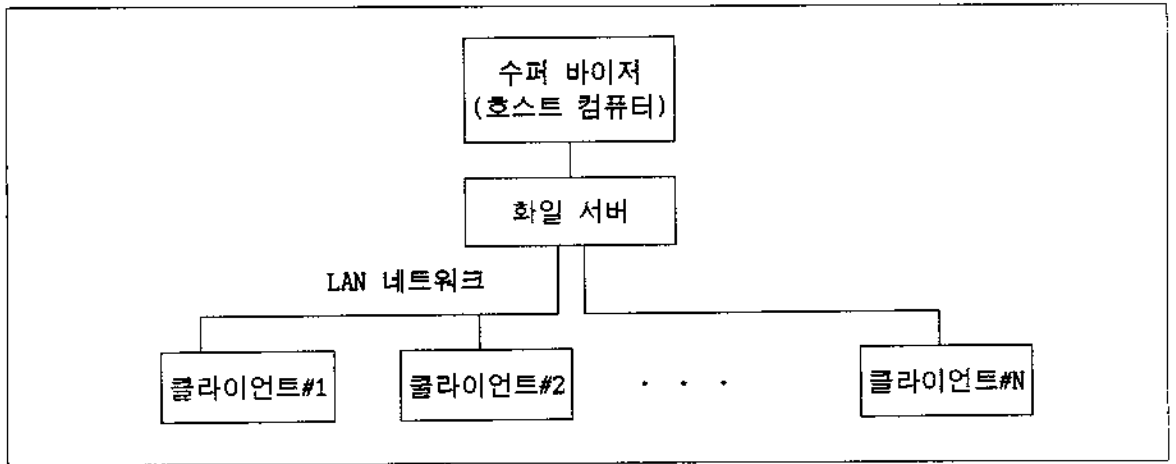 수퍼 바이저
(호스트 컴퓨터)
화일 서버
LAN 네트워크
클라이언트#1
클라이언트#2
· · ·
클라이언트#N